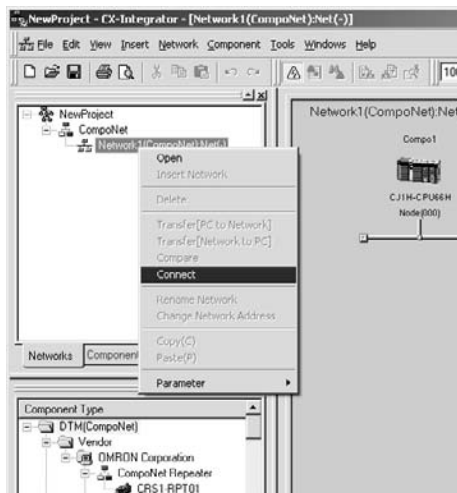 NewProject - CX-Integrator - [Network1(CompoNet):Net(-)]
File Edit View Insert Network Component Tools Windows Help
100
NewProject
CompoNet
Network1(CompoNet):Net(-)
Open
Insert Network
Delete
Transfer[PC to Network]
Transfer[Network to PC]
Compare
Connect
Rename Network
Change Network Address
Copy(C)
Paste(P)
Parameter
Networks Component
Network1(CompoNet):Net
Compo1
CJ1H-CPU66H
Node(000)
Component Type
DTM(CompoNet)
Vendor
OMRON Corporation
CompoNet Repeater
CRS1-RPT01